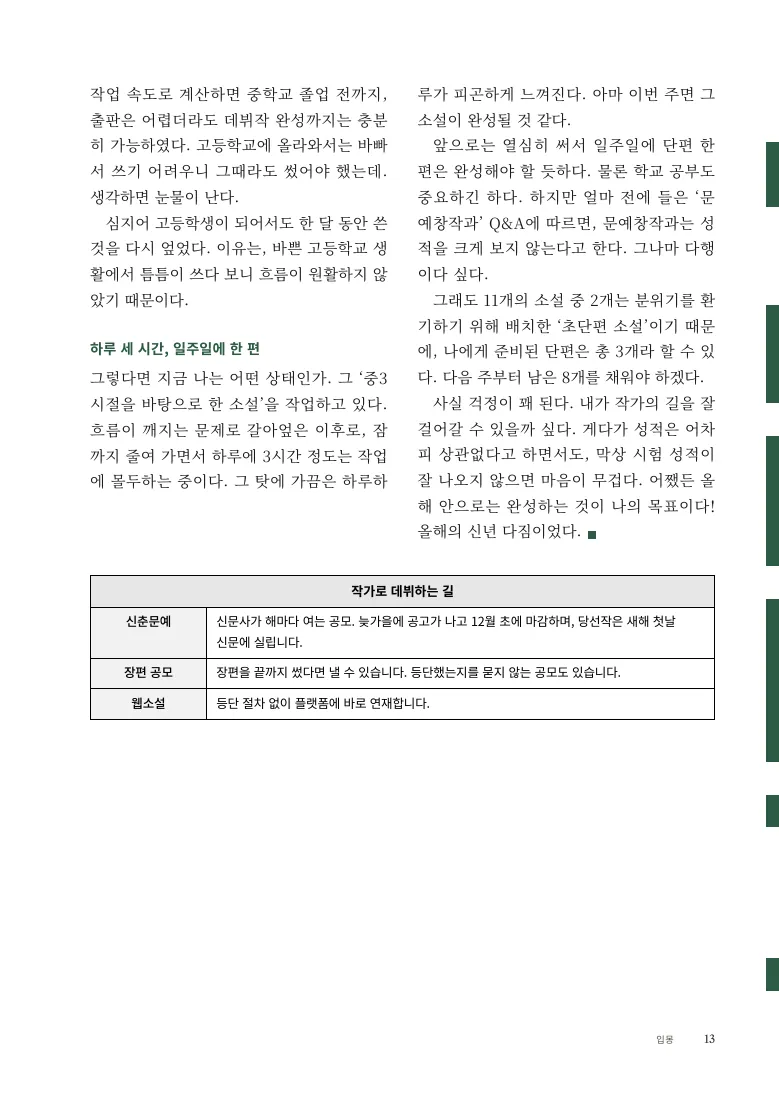 작업 속도로 계산하면 중학교 졸업 전까지,
출판은 어렵더라도 데뷔작 완성까지는 충분
히 가능하였다. 고등학교에 올라와서는 바빠
서 쓰기 어려우니 그때라도 썼어야 했는데.
생각하면 눈물이 난다.
심지어 고등학생이 되어서도 한 달 동안 쓴
것을 다시 엎었다. 이유는, 바쁜 고등학교 생
활에서 틈틈이 쓰다 보니 흐름이 원활하지 않
았기 때문이다.
하루 세 시간, 일주일에 한 편
그렇다면 지금 나는 어떤 상태인가. 그 ‘중3
시절을 바탕으로 한 소설’을 작업하고 있다.
흐름이 깨지는 문제로 갈아엎은 이후로, 잠
까지 줄여 가면서 하루에 3시간 정도는 작업
에 몰두하는 중이다. 그 탓에 가끔은 하루하
루가 피곤하게 느껴진다. 아마 이번 주면 그
소설이 완성될 것 같다.
앞으로는 열심히 써서 일주일에 단편 한
편은 완성해야 할 듯하다. 물론 학교 공부도
중요하긴 하다. 하지만 얼마 전에 들은 ‘문
예창작과’ Q&A에 따르면, 문예창작과는 성
적을 크게 보지 않는다고 한다. 그나마 다행
이다 싶다.
그래도 11개의 소설 중 2개는 분위기를 환
기하기 위해 배치한 ‘초단편 소설’이기 때문
에, 나에게 준비된 단편은 총 3개라 할 수 있
다. 다음 주부터 남은 8개를 채워야 하겠다.
사실 걱정이 꽤 된다. 내가 작가의 길을 잘
걸어갈 수 있을까 싶다. 게다가 성적은 어차
피 상관없다고 하면서도, 막상 시험 성적이
잘 나오지 않으면 마음이 무겁다. 어쨌든 올
해 안으로는 완성하는 것이 나의 목표이다!
올해의 신년 다짐이었다.
작가로 데뷔하는 길
신춘문예
신문사가 해마다 여는 공모. 늦가을에 공고가 나고 12월 초에 마감하며, 당선작은 새해 첫날
신문에 실립니다.
장편 공모
장편을 끝까지 썼다면 낼 수 있습니다. 등단했는지를 묻지 않는 공모도 있습니다.
웹소설
등단 절차 없이 플랫폼에 바로 연재합니다.
입몽 13